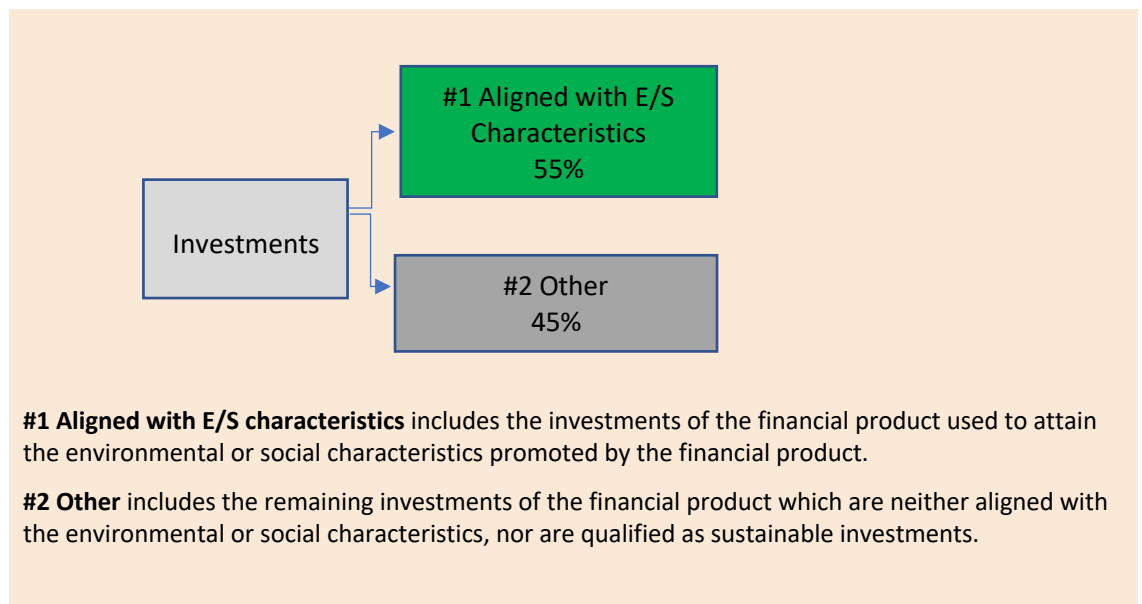 #1 Aligned with E/S
Characteristics
55%
Investments
#2 Other
45%
#1 Aligned with E/S characteristics includes the investments of the financial product used to attain
the environmental or social characteristics promoted by the financial product.
#2 Other includes the remaining investments of the financial product which are neither aligned with
the environmental or social characteristics, nor are qualified as sustainable investments.